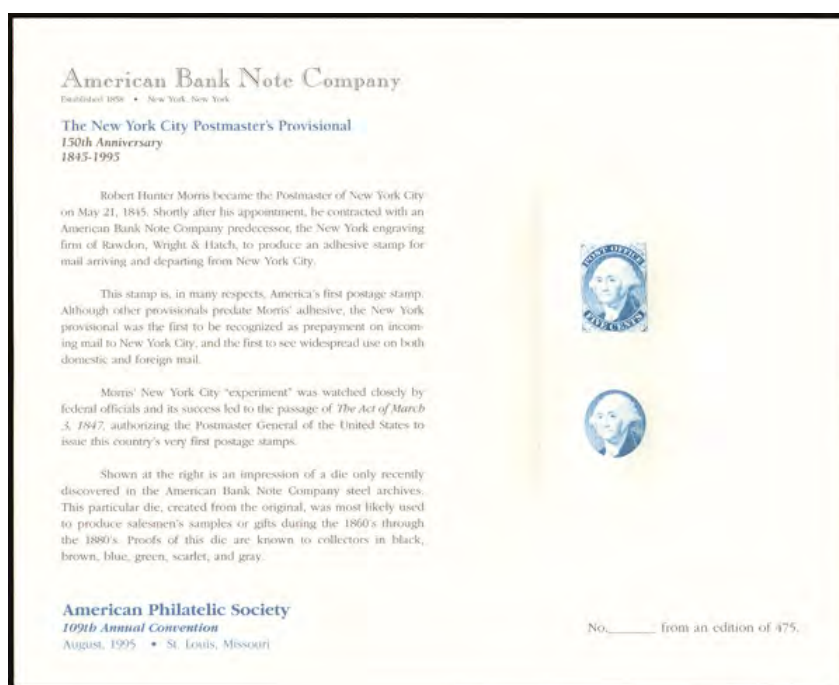 American Bank Note Company
Established 1858 • New York, New York
The New York City Postmaster's Provisional
150th Anniversary
1845-1995
Robert Hunter Morris became the Postmaster of New York City
on May 21, 1845. Shortly after his appointment, he contracted with an
American Bank Note Company predecessor, the New York engraving
firm of Rawdon, Wright & Hatch, to produce an adhesive stamp for
mail arriving and departing from New York City.
This stamp is, in many respects, America's first postage stamp.
Although other provisionals predate Morris' adhesive, the New York
provisional was the first to be recognized as prepayment on incom-
ing mail to New York City, and the first to see widespread use on both
domestic and foreign mail.
Morris' New York City "experiment" was watched closely by
federal officials and its success led to the passage of The Act of March
3, 1847, authorizing the Postmaster General of the United States to
issue this country's very first postage stamps.
Shown at the right is an impression of a die only recently
discovered in the American Bank Note Company steel archives.
This particular die, created from the original, was most likely used
to produce salesmen's samples or gifts during the 1860's through
the 1880's. Proofs of this die are known to collectors in black,
brown, blue, green, scarlet, and gray.
American Philatelic Society
109th Annual Convention
August, 1995 • St. Louis, Missouri
POST OFFICE
FIVE CENTS
No.______ from an edition of 475.